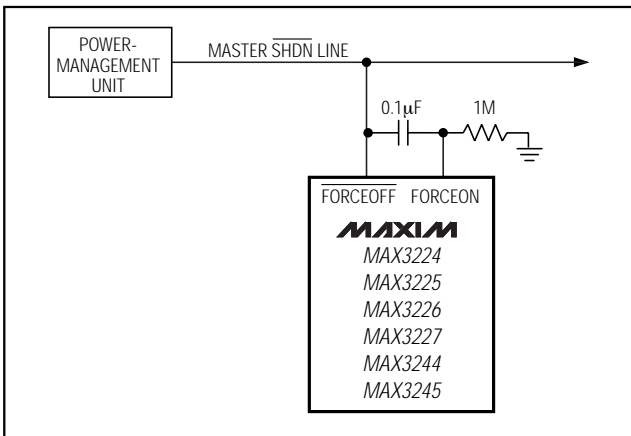 POWER-
MANAGEMENT
UNIT
MASTER SHDN LINE
0.1μF 1M
FORCEOFF FORCEON
MAXIM
MAX3224
MAX3225
MAX3226
MAX3227
MAX3244
MAX3245